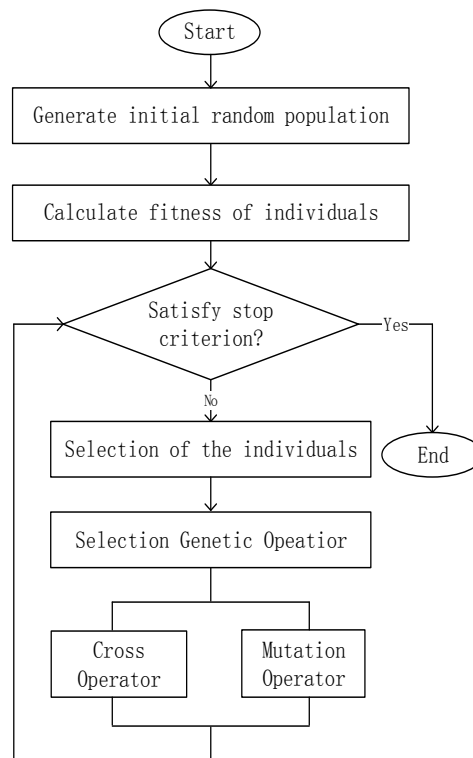 Start
Generate initial random population
Calculate fitness of individuals
Satisfy stop
criterion?
Yes
No
Selection of the individuals
End
Selection Genetic Opeatior
Cross
Operator
Mutation
Operator